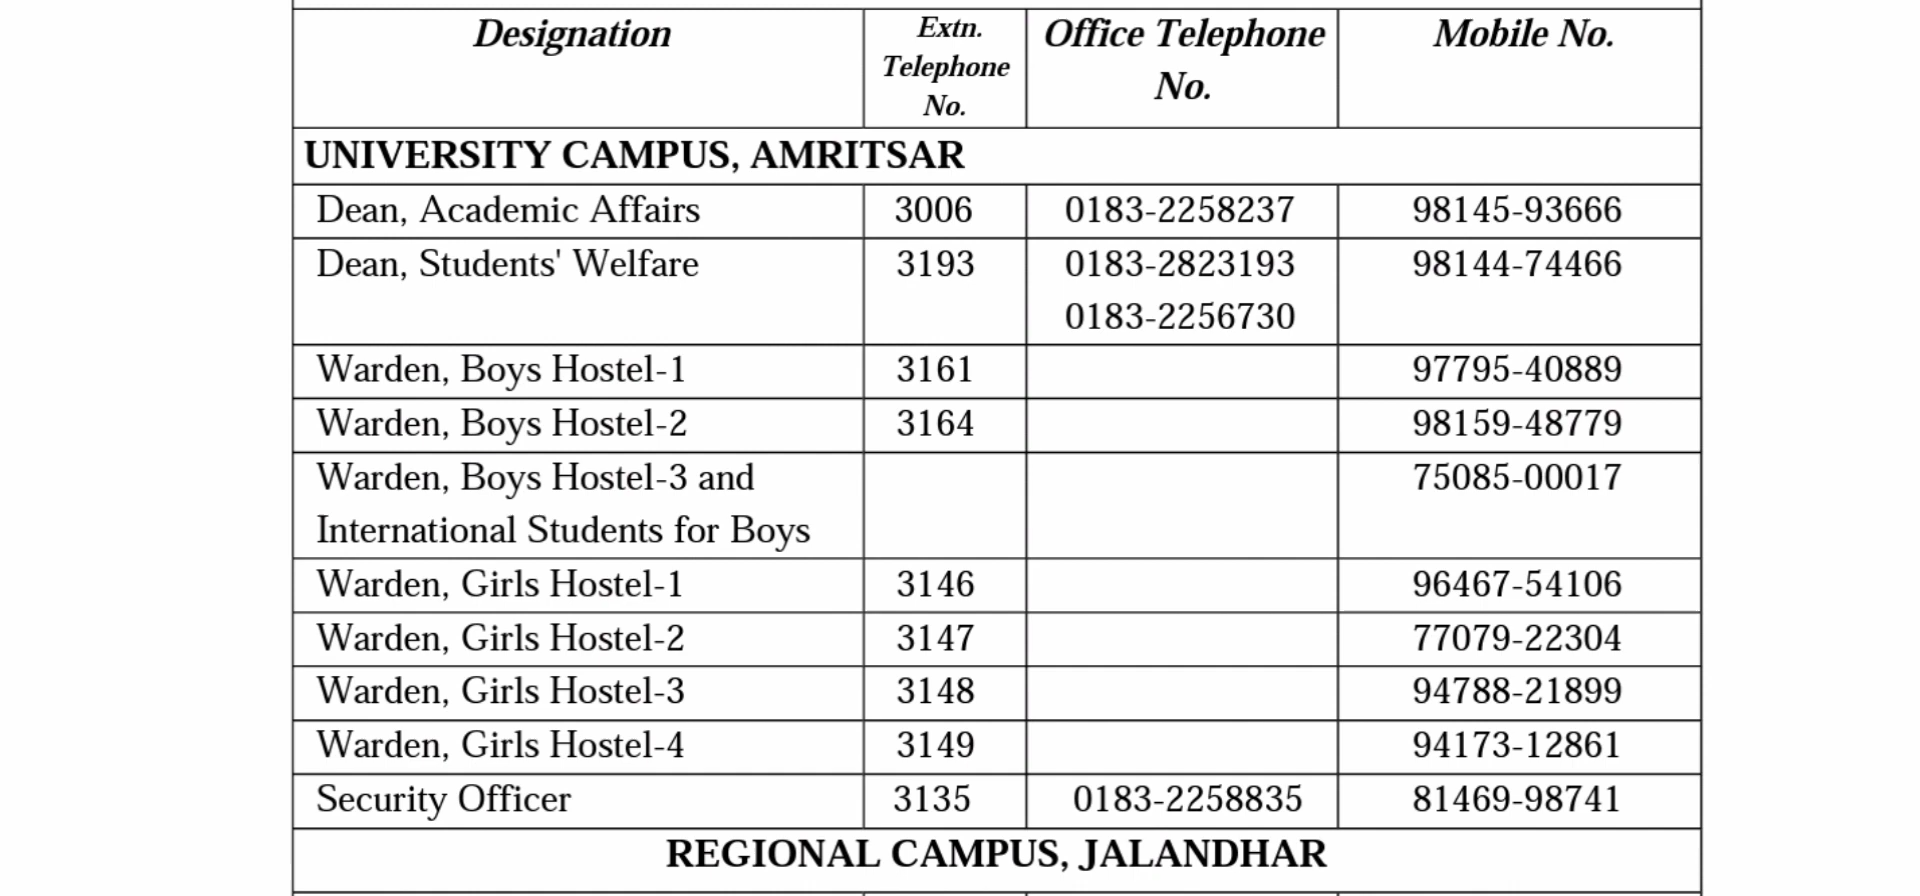 Designation Extn. Telephone No. Office Telephone No. Mobile No.
UNIVERSITY CAMPUS, AMRITSAR
Dean, Academic Affairs 3006 0183-2258237 98145-93666
Dean, Students' Welfare 3193 0183-2823193 98144-74466
0183-2256730
Warden, Boys Hostel-1 3161 97795-40889
Warden, Boys Hostel-2 3164 98159-48779
Warden, Boys Hostel-3 and 75085-00017
International Students for Boys
Warden, Girls Hostel-1 3146 96467-54106
Warden, Girls Hostel-2 3147 77079-22304
Warden, Girls Hostel-3 3148 94788-21899
Warden, Girls Hostel-4 3149 94173-12861
Security Officer 3135 0183-2258835 81469-98741
REGIONAL CAMPUS, JALANDHAR